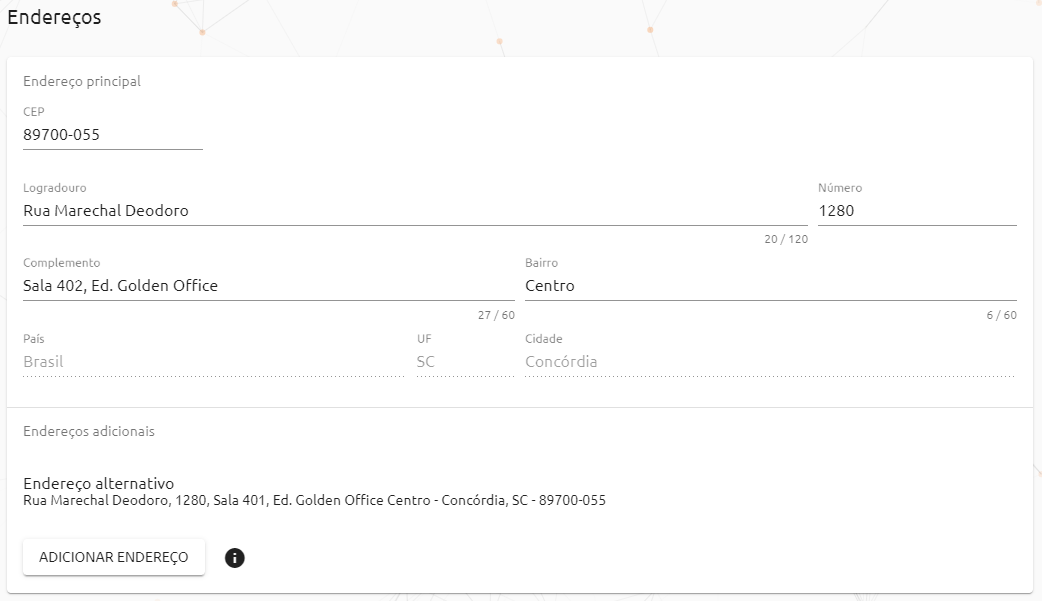 Endereços
Endereço principal
CEP
89700-055
Logradouro
Número
Rua Marechal Deodoro
1280
20 / 120
Complemento
Bairro
Sala 402, Ed. Golden Office
Centro
27 / 60
6 / 60
País
UF
Cidade
Brasil
SC
Concórdia
Endereços adicionais
Endereço alternativo
Rua Marechal Deodoro, 1280, Sala 401, Ed. Golden Office Centro - Concórdia, SC - 89700-055
ADICIONAR ENDEREÇO